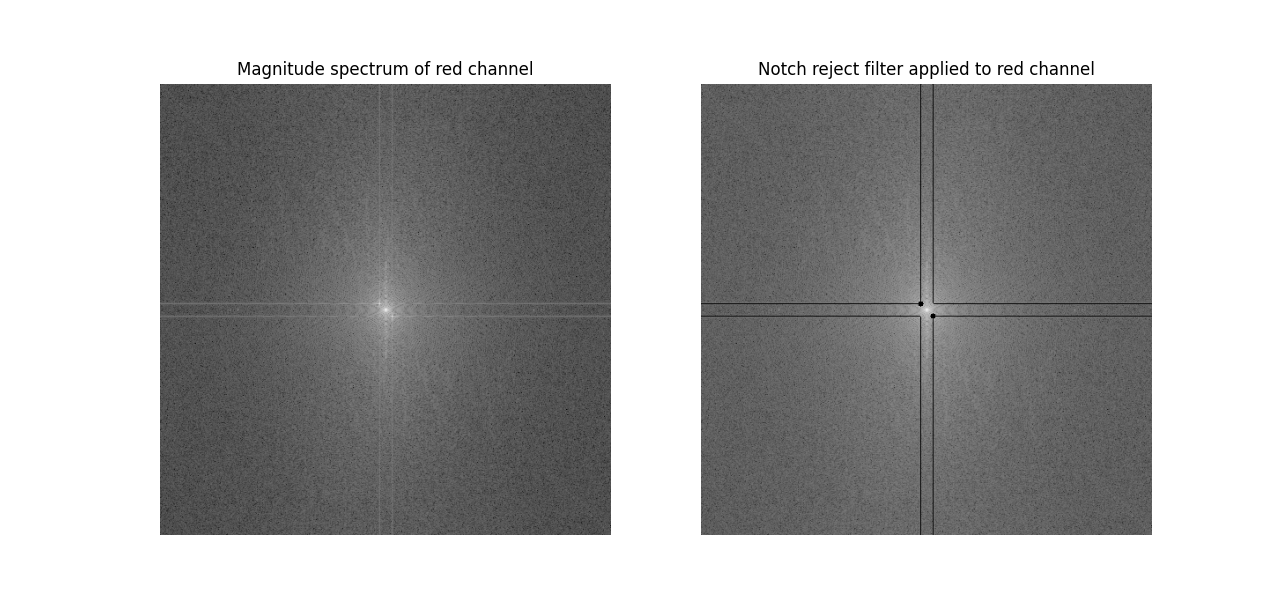 Magnitude spectrum of red channel
Notch reject filter applied to red channel